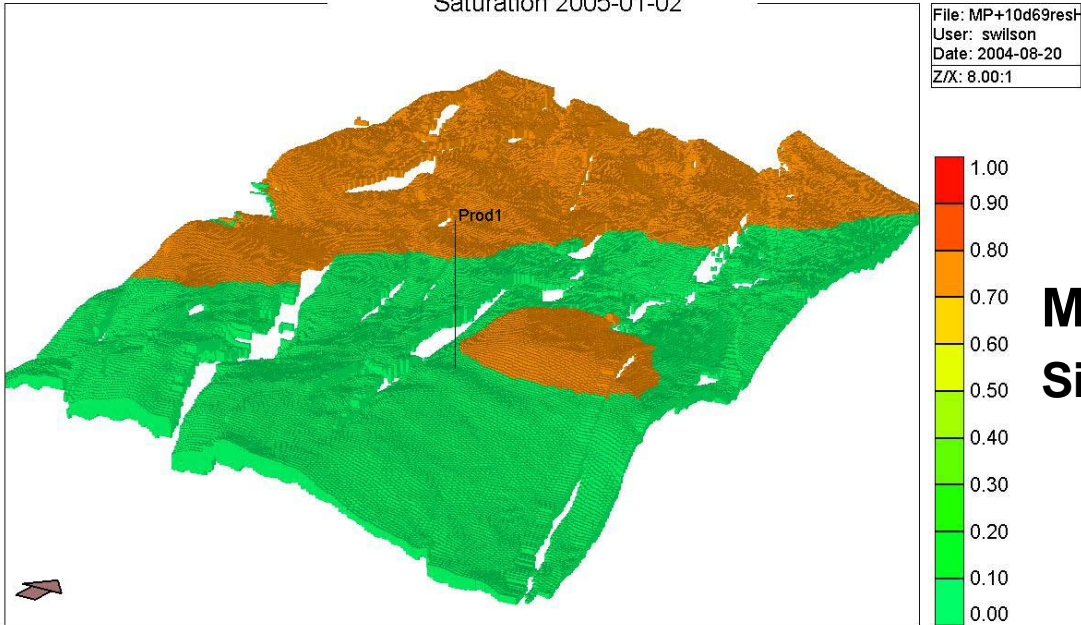 Saturation 2005-01-02
File: MP+10d69resH
User: swilson
Date: 2004-08-20
Z/X: 8.00:1
Prod1
1.00
0.90
0.80
0.70
0.60
0.50
0.40
0.30
0.20
0.10
0.00
M
Si